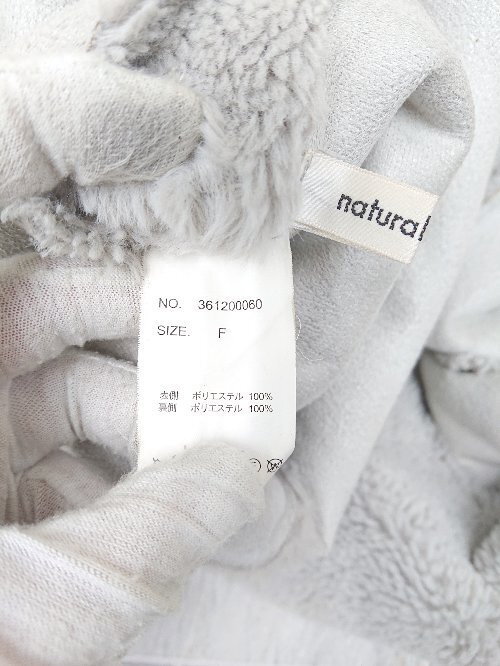 natural
NO. 361200060
SIZE. F
左側 ポリエステル 100%
裏側 ポリエステル 100%